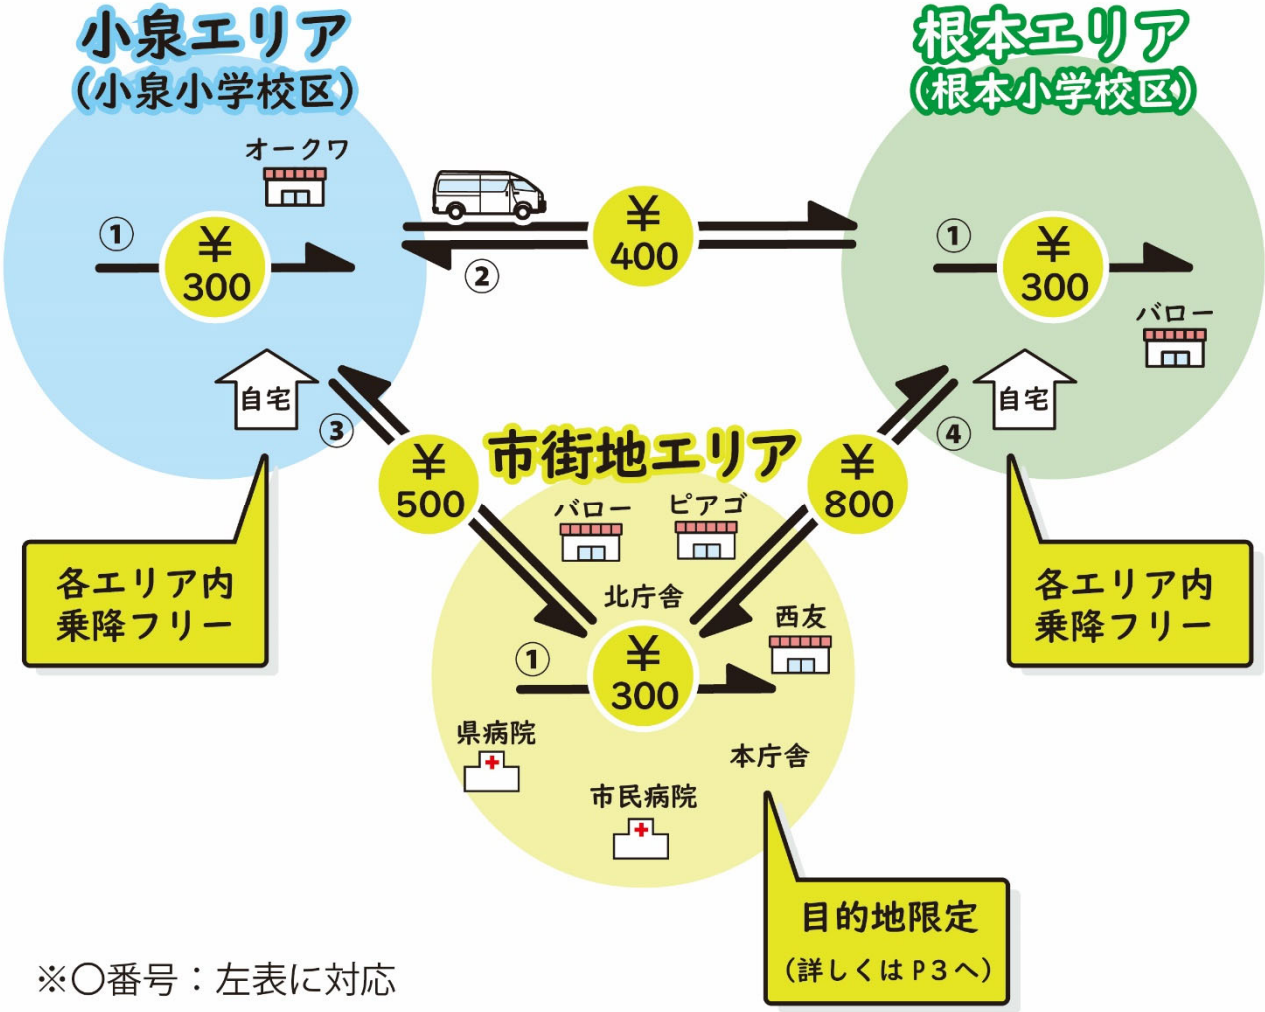 小泉エリア
(小泉小学校区)
根本エリア
(根本小学校区)
オークワ
①
¥
300
②
¥
400
①
¥
300
バロー
自宅
③
自宅
④
¥
500
市街地エリア
¥
800
バロー
ピアゴ
各エリア内
乗降フリー
北庁舎
西友
各エリア内
乗降フリー
①
¥
300
県病院
本庁舎
市民病院
目的地限定
(詳しくはP3へ)
※〇番号：左表に対応